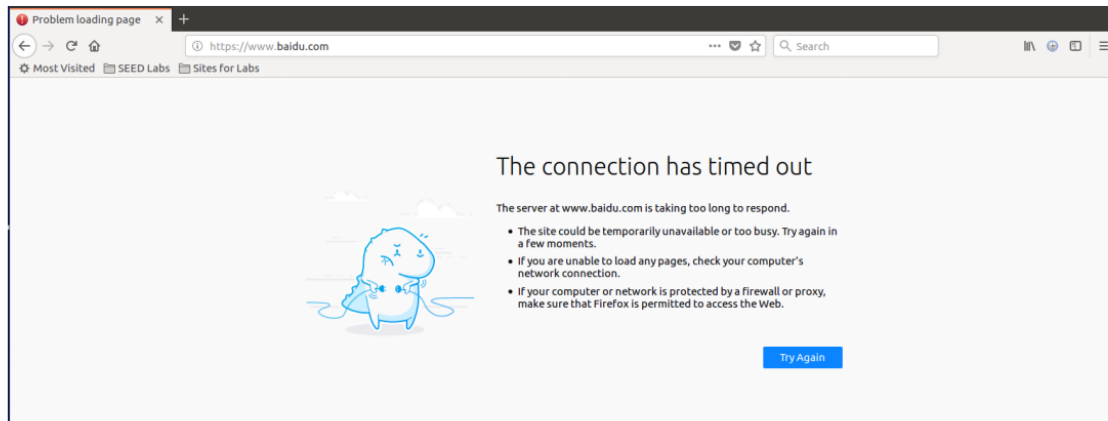 Problem loading page
https://www.baidu.com
Search
Most Visited SEED Labs Sites for Labs
The connection has timed out
The server at www.baidu.com is taking too long to respond.
• The site could be temporarily unavailable or too busy. Try again in
a few moments.
• If you are unable to load any pages, check your computer's
network connection.
• If your computer or network is protected by a firewall or proxy,
make sure that Firefox is permitted to access the Web.
Try Again